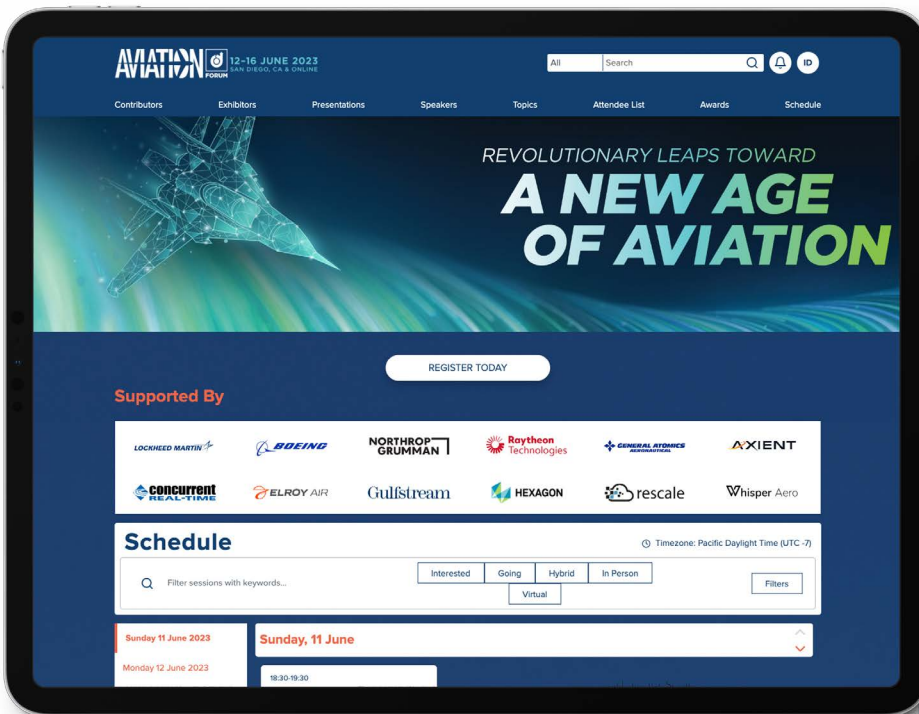 AVIATION FORUM 12–16 JUNE 2023
SAN DIEGO, CA & ONLINE
All Search ID
Contributors Exhibitors Presentations Speakers Topics Attendee List Awards Schedule
REVOLUTIONARY LEAPS TOWARD
A NEW AGE
OF AVIATION
REGISTER TODAY
Supported By
LOCKHEED MARTIN BOEING NORTHROP GRUMMAN Raytheon Technologies GENERAL ATOMICS AERONAUTICAL AXIENT
concurrent REAL-TIME ELROY AIR Gulfstream HEXAGON rescale Whisper Aero
Schedule
Timezone: Pacific Daylight Time (UTC -7)
Filter sessions with keywords...
Interested Going Hybrid In Person
Virtual
Filters
Sunday 11 June 2023
Sunday, 11 June
Monday 12 June 2023
18:30-19:30